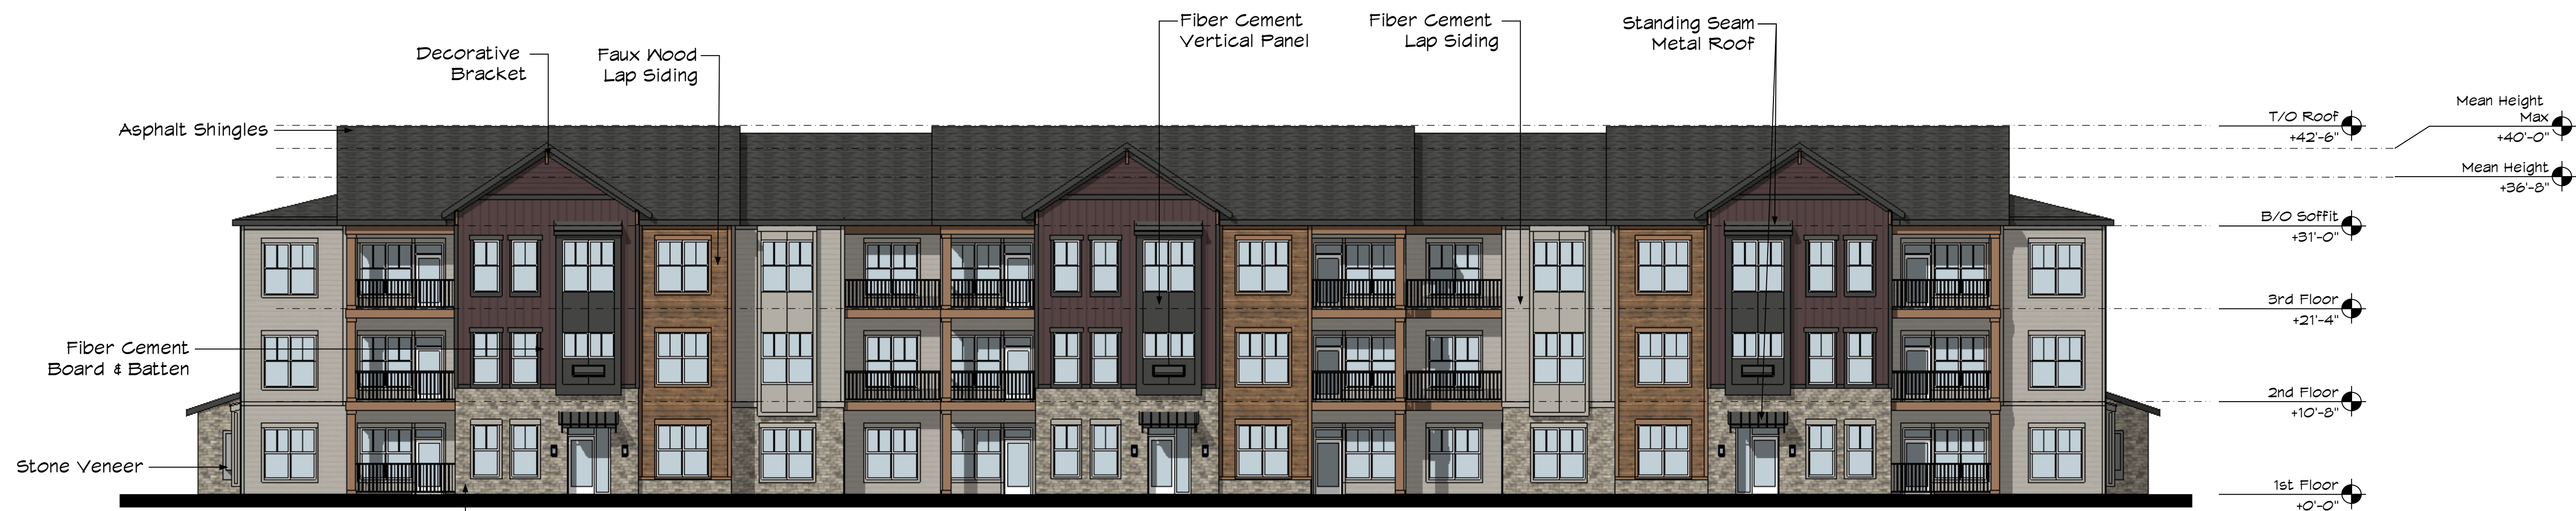 Decorative
Bracket
Faux Wood
Lap Siding
Fiber Cement
Vertical Panel
Fiber Cement
Lap Siding
Standing Seam
Metal Roof
Asphalt Shingles
Fiber Cement
Board & Batten
Stone Veneer
T/O Roof
+42'-6"
Mean Height
Max
+40'-0"
Mean Height
+36'-8"
B/O Soffit
+31'-0"
3rd Floor
+21'-4"
2nd Floor
+10'-8"
1st Floor
+0'-0"